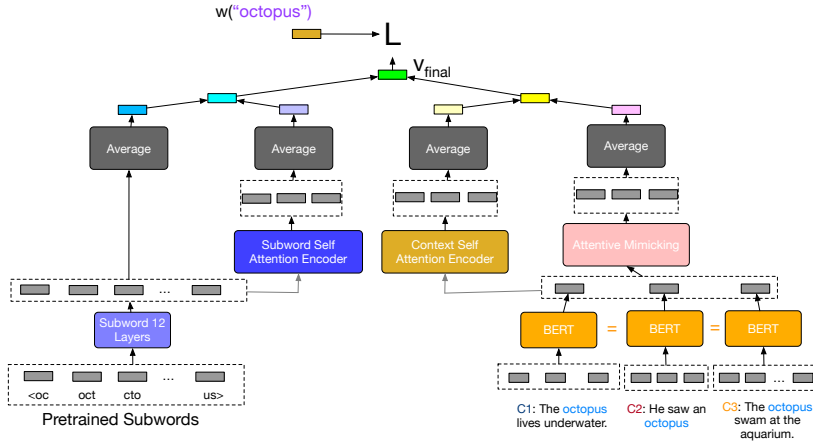 w("octopus")
L
v_final
Average
Average
Average
Average
Subword Self
Attention Encoder
Context Self
Attention Encoder
Attentive Mimicking
...
Subword 12
Layers
BERT
=
BERT
=
BERT
...
...
<oc oct cto us>
Pretrained Subwords
C1: The octopus
lives underwater.
C2: He saw an
octopus
C3: The octopus
swam at the
aquarium.